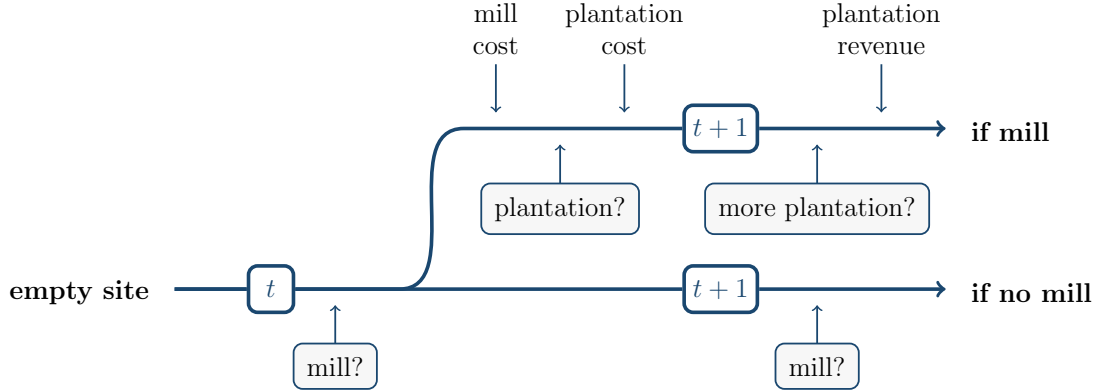 mill
cost
plantation
cost
plantation
revenue
t + 1
if mill
plantation?
more plantation?
empty site
t
t + 1
if no mill
mill?
mill?